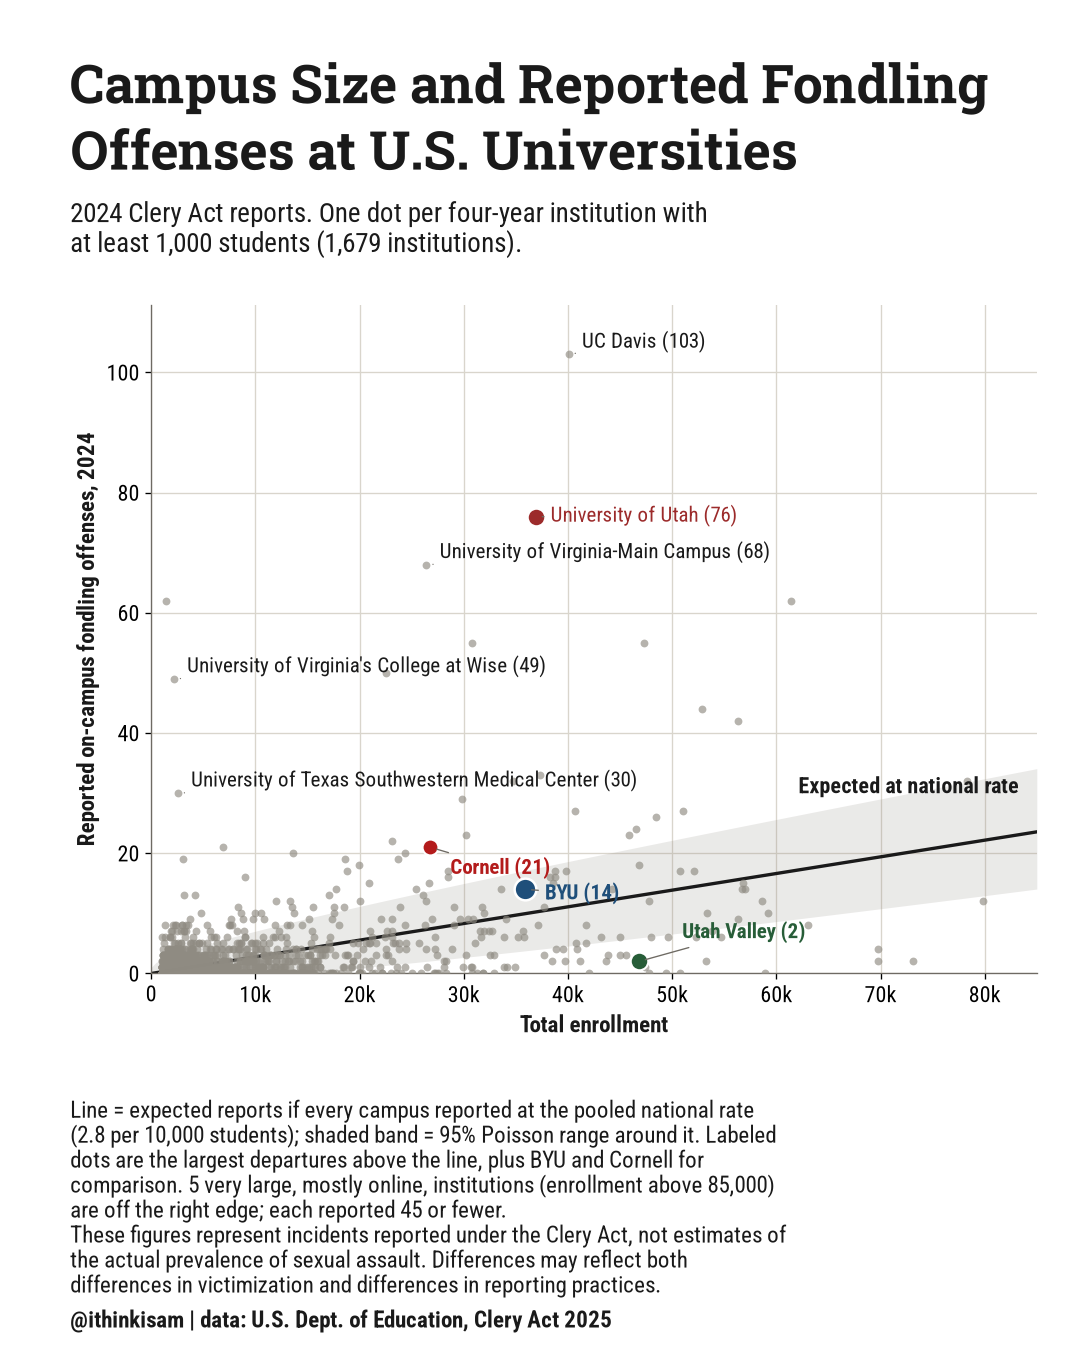 Campus Size and Reported Fondling
Offenses at U.S. Universities
2024 Clery Act reports. One dot per four-year institution with
at least 1,000 students (1,679 institutions).
UC Davis (103)
100
Reported on-campus fondling offenses, 2024
80
University of Utah (76)
University of Virginia-Main Campus (68)
60
University of Virginia's College at Wise (49)
40
University of Texas Southwestern Medical Center (30)
Expected at national rate
20
Cornell (21)
BYU (14)
Utah Valley (2)
0
0 10k 20k 30k 40k 50k 60k 70k 80k
Total enrollment
Line = expected reports if every campus reported at the pooled national rate
(2.8 per 10,000 students); shaded band = 95% Poisson range around it. Labeled
dots are the largest departures above the line, plus BYU and Cornell for
comparison. 5 very large, mostly online, institutions (enrollment above 85,000)
are off the right edge; each reported 45 or fewer.
These figures represent incidents reported under the Clery Act, not estimates of
the actual prevalence of sexual assault. Differences may reflect both
differences in victimization and differences in reporting practices.
@ithinkisam | data: U.S. Dept. of Education, Clery Act 2025